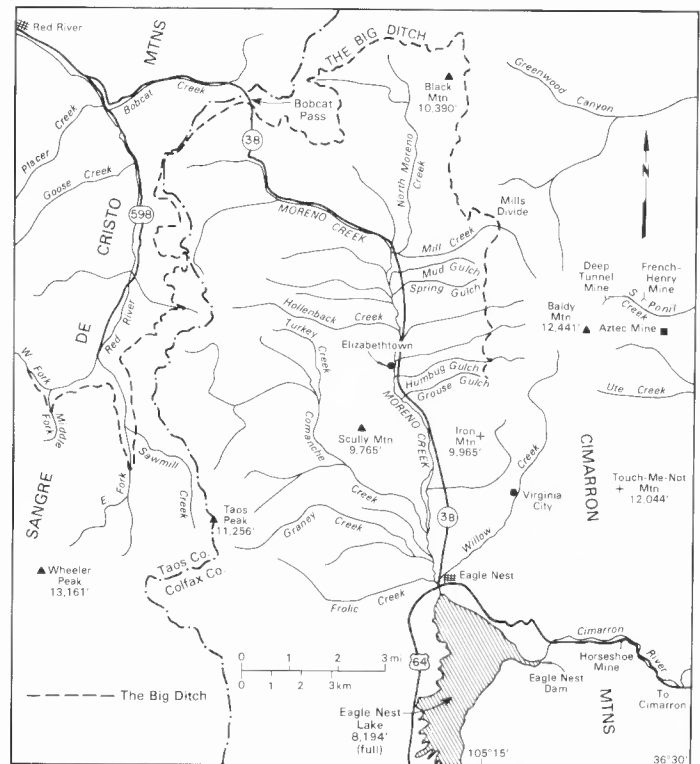 Red River
MTNS
THE BIG DITCH
Black
Mtn
10,390'
Greenwood
Canyon
Bobcat
Creek
Bobcat
Pass
Placer Creek
38
North Moreno
Creek
N
Goose Creek
598
CRISTO
MORENO CREEK
Mills
Divide
Mill Creek
Mud Gulch
Spring Gulch
Deep
Tunnel
Mine
French-
Henry
Mine
S. Ponil
Creek
Baldy
Mtn
12,441'
Aztec Mine
Hollenback Creek
Turkey
Creek
Elizabethtown
DE
Red River
Humbug Gulch
Grouse Gulch
Ute Creek
W. Fork
Middle
Fork
MORENO CREEK
Comanche
Creek
Scully Mtn
9,765'
Iron
Mtn
9,965'
CIMARRON
Touch-Me-Not
Mtn
12,044'
SANGRE
Sawmill
Creek
E. Fork
Virginia
City
Willow
Creek
Taos
Peak
11,256'
38
Graney Creek
Wheeler
Peak
13,161'
Taos Co.
Colfax Co.
Eagle Nest
Frolic Creek
Cimarron
River
Horseshoe
Mine
0 1 2 3 mi
0 1 2 3 km
64
Eagle Nest
Dam
To
Cimarron
MTNS
The Big Ditch
Eagle Nest
Lake
8,194'
(full)
105°15'
36°30'